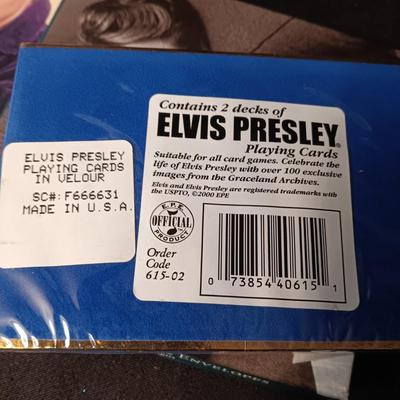 ELVIS PRESLEY
PLAYING CARDS
IN VELOUR
SC#: F666631
MADE IN U.S.A.
Contains 2 decks of
ELVIS PRESLEY®
Playing Cards
Suitable for all card games. Celebrate the
life of Elvis Presley with over 100 exclusive
images from the Graceland Archives.
Elvis and Elvis Presley are registered trademarks with
the USPTO, ©2000 EPE
E.P.E.
OFFICIAL
PRODUCT
Order
Code
615-02
0 73854 40615 1
ENVELOPES